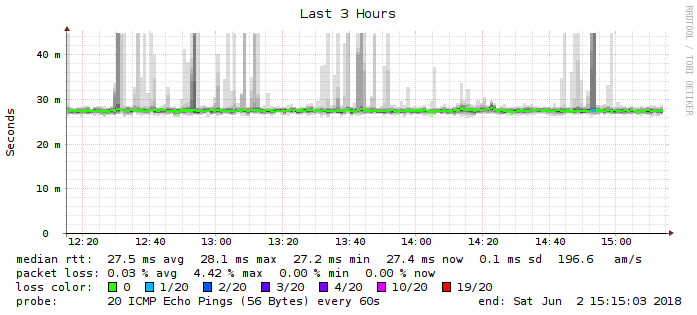 Last 3 Hours
RRDTOOL / TOBI OETIKER
Seconds
40 m
30 m
20 m
10 m
0
12:20 12:40 13:00 13:20 13:40 14:00 14:20 14:40 15:00
median rtt: 27.5 ms avg 28.1 ms max 27.2 ms min 27.4 ms now 0.1 ms sd 196.6 am/s
packet loss: 0.03 % avg 4.42 % max 0.00 % min 0.00 % now
loss color: 0 1/20 2/20 3/20 4/20 10/20 19/20
probe: 20 ICMP Echo Pings (56 Bytes) every 60s end: Sat Jun 2 15:15:03 2018